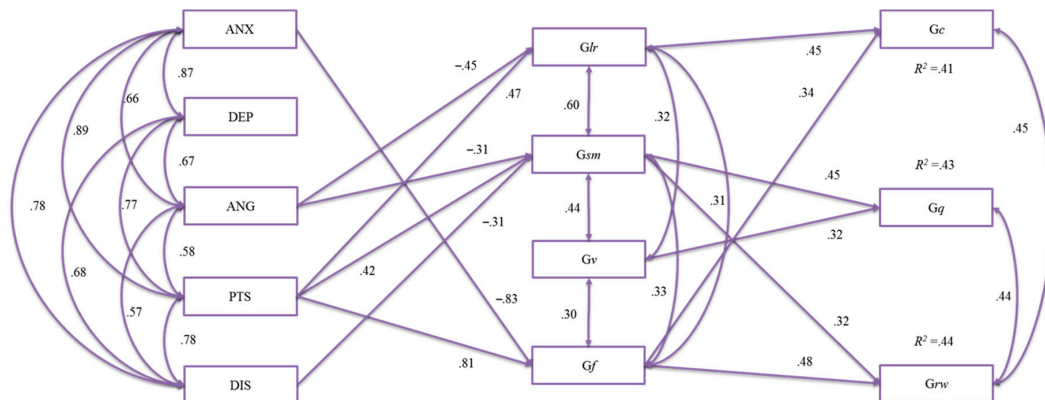 ANX
DEP
ANG
PTS
DIS
.87
.66
.89
.67
.78
.77
.58
.68
.57
.78
−.45
.47
−.31
−.31
.42
−.83
.81
Glr
Gsm
Gv
Gf
.60
.32
.44
.31
.33
.30
.45
.34
.45
.32
.32
.48
Gc
R² =.41
.45
R² =.43
Gq
.44
R² =.44
Grw